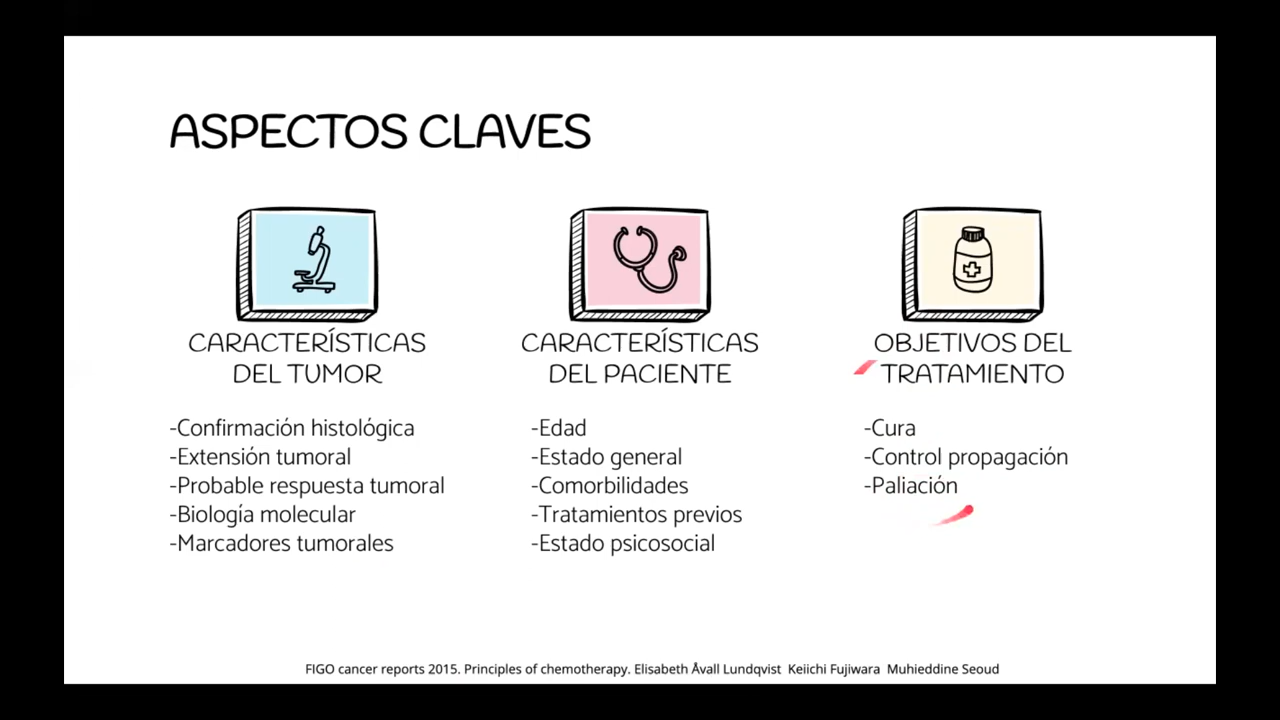 ASPECTOS CLAVES
CARACTERÍSTICAS
DEL TUMOR
-Confirmación histológica
-Extensión tumoral
-Probable respuesta tumoral
-Biología molecular
-Marcadores tumorales
CARACTERÍSTICAS
DEL PACIENTE
-Edad
-Estado general
-Comorbilidades
-Tratamientos previos
-Estado psicosocial
OBJETIVOS DEL
TRATAMIENTO
-Cura
-Control propagación
-Paliación
FIGO cancer reports 2015. Principles of chemotherapy. Elisabeth Åvall Lundqvist Keiichi Fujiwara Muhieddine Seoud